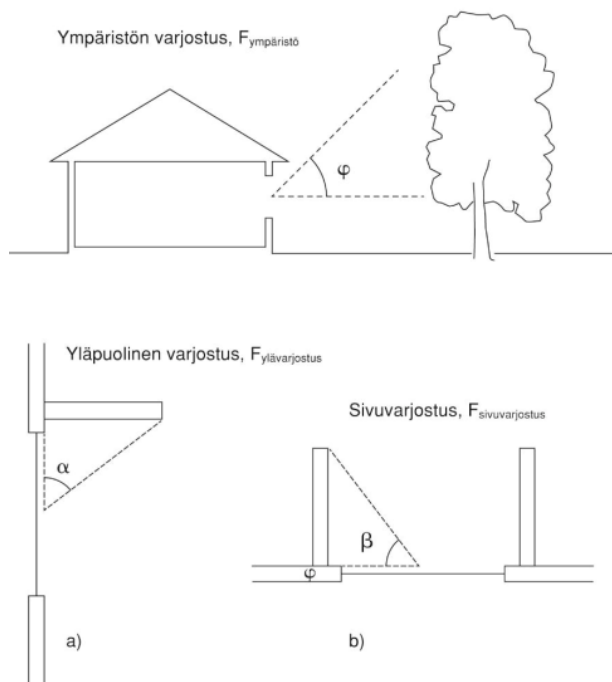 Ympäristön varjostus, Fympäristö
φ
Yläpuolinen varjostus, Fylävarjostus
Sivuvarjostus, Fsivuvarjostus
α
β
φ
a)
b)